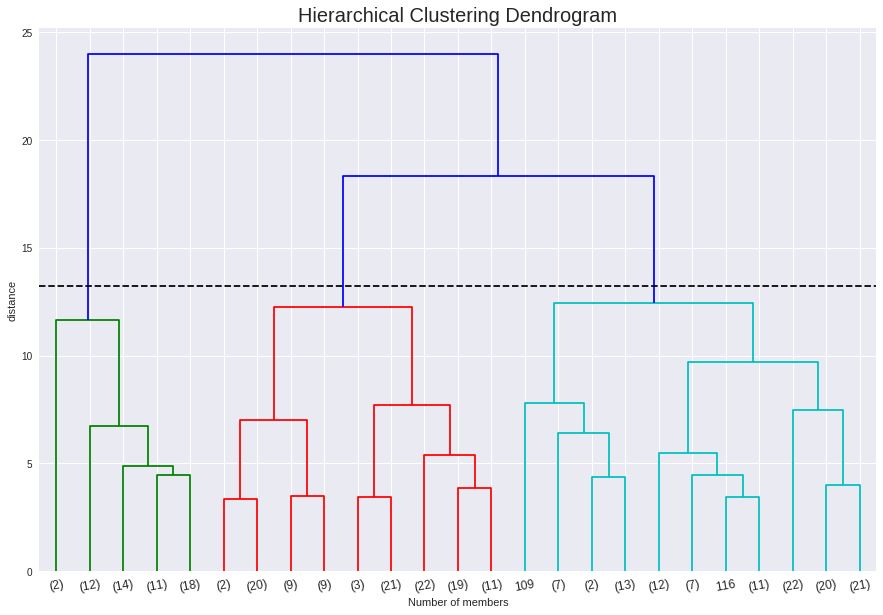 Hierarchical Clustering Dendrogram
25
20
15
10
5
0
distance
(2) (12) (14) (11) (18) (2) (20) (9) (9) (3) (21) (22) (19) (11) 109 (7) (2) (13) (12) (7) 116 (11) (22) (20) (21)
Number of members